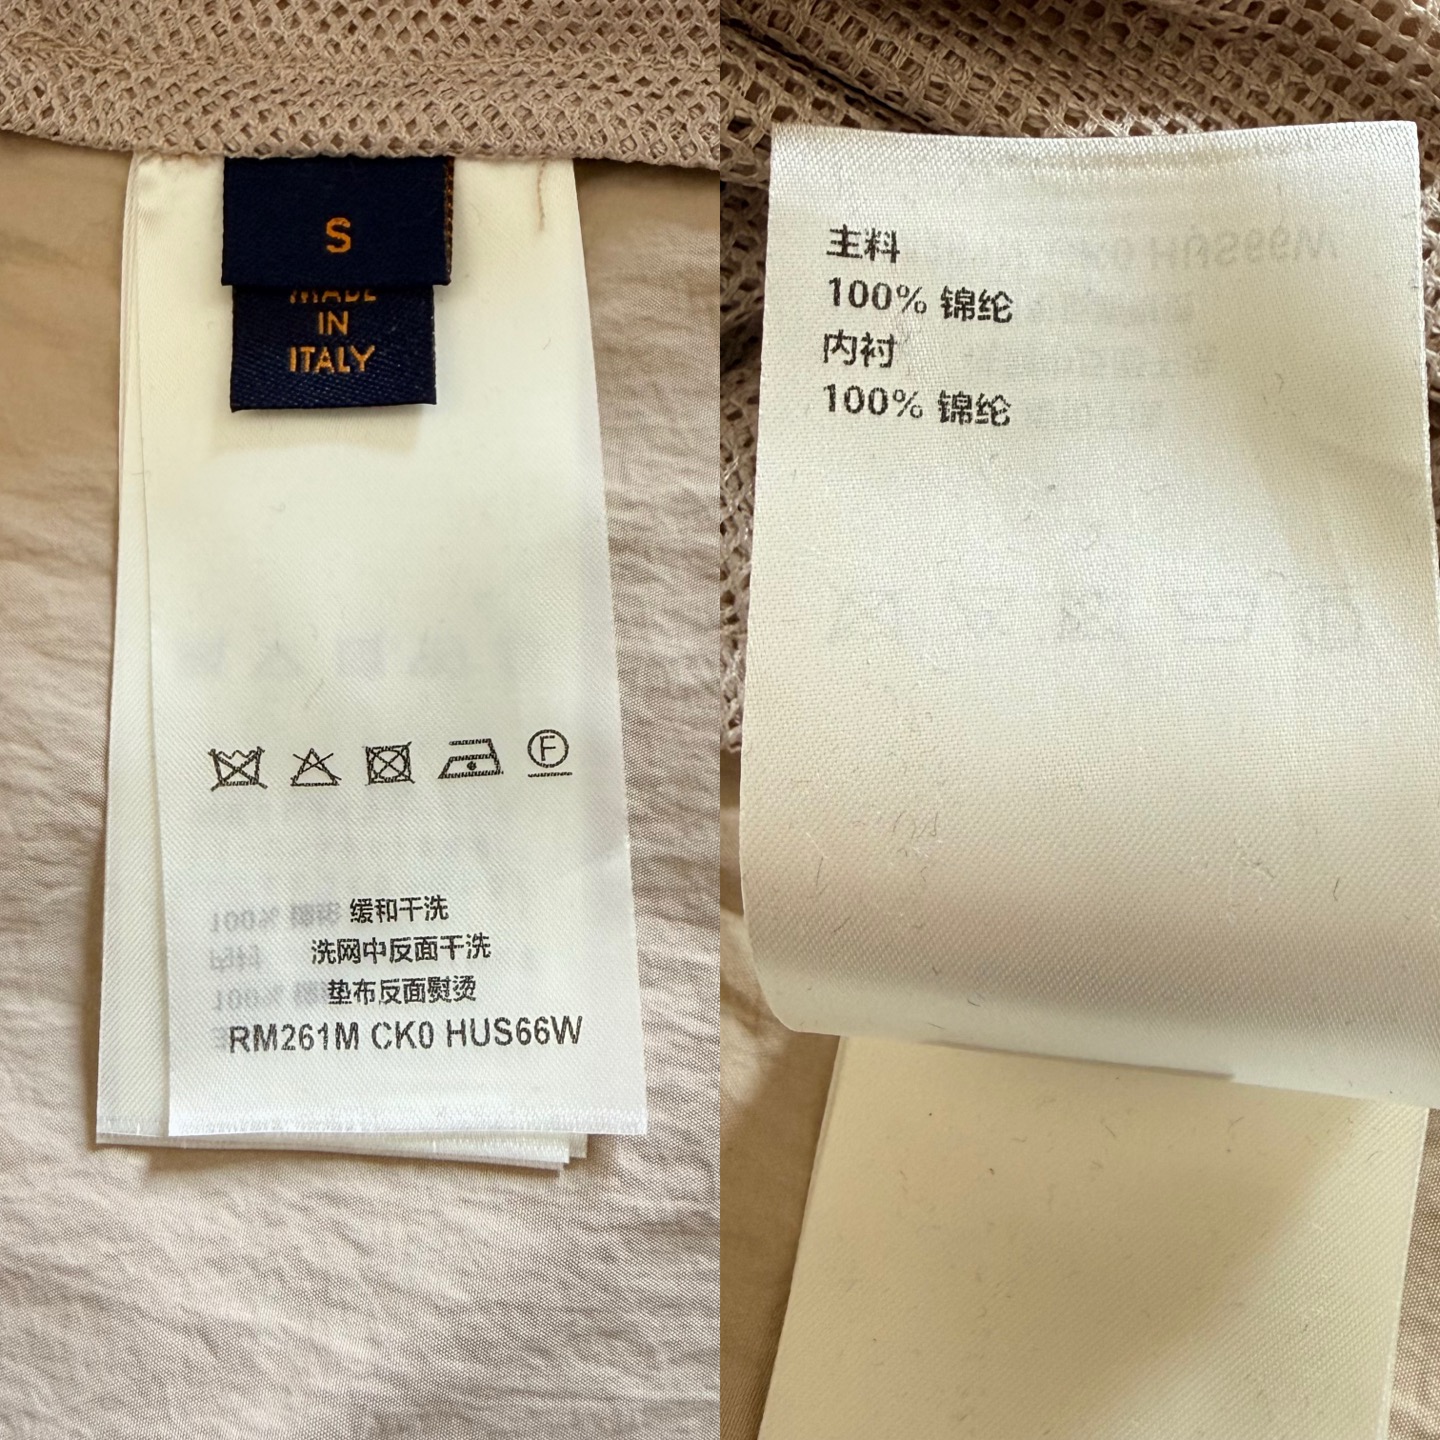 S
MADE
IN
ITALY
F
缓和干洗
洗网中反面干洗
垫布反面熨烫
RM261M CK0 HUS66W
主料
100% 锦纶
内衬
100% 锦纶